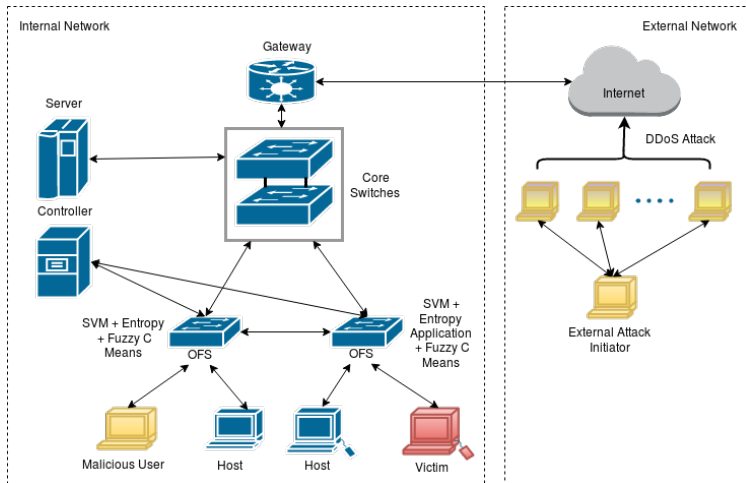 Internal Network
External Network
Gateway
Internet
Server
DDoS Attack
Core
Switches
Controller
SVM + Entropy
+ Fuzzy C
Means
OFS
SVM +
Entropy
Application
+ Fuzzy C
Means
OFS
External Attack
Initiator
Malicious User
Host
Host
Victim